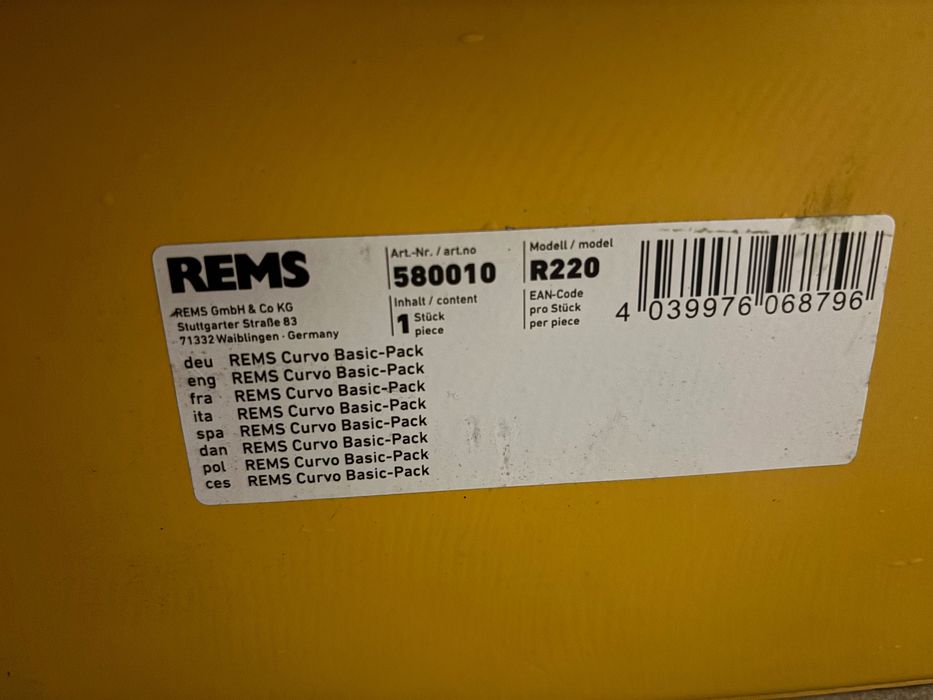 REMS
REMS GmbH & Co KG
Stuttgarter Straße 83
71332 Waiblingen · Germany
Art.-Nr. / art.no
580010
Inhalt / content
1 Stück
piece
Modell / model
R220
EAN-Code
pro Stück
per piece
4 039976 068796
deu REMS Curvo Basic-Pack
eng REMS Curvo Basic-Pack
fra REMS Curvo Basic-Pack
ita REMS Curvo Basic-Pack
spa REMS Curvo Basic-Pack
dan REMS Curvo Basic-Pack
pol REMS Curvo Basic-Pack
ces REMS Curvo Basic-Pack